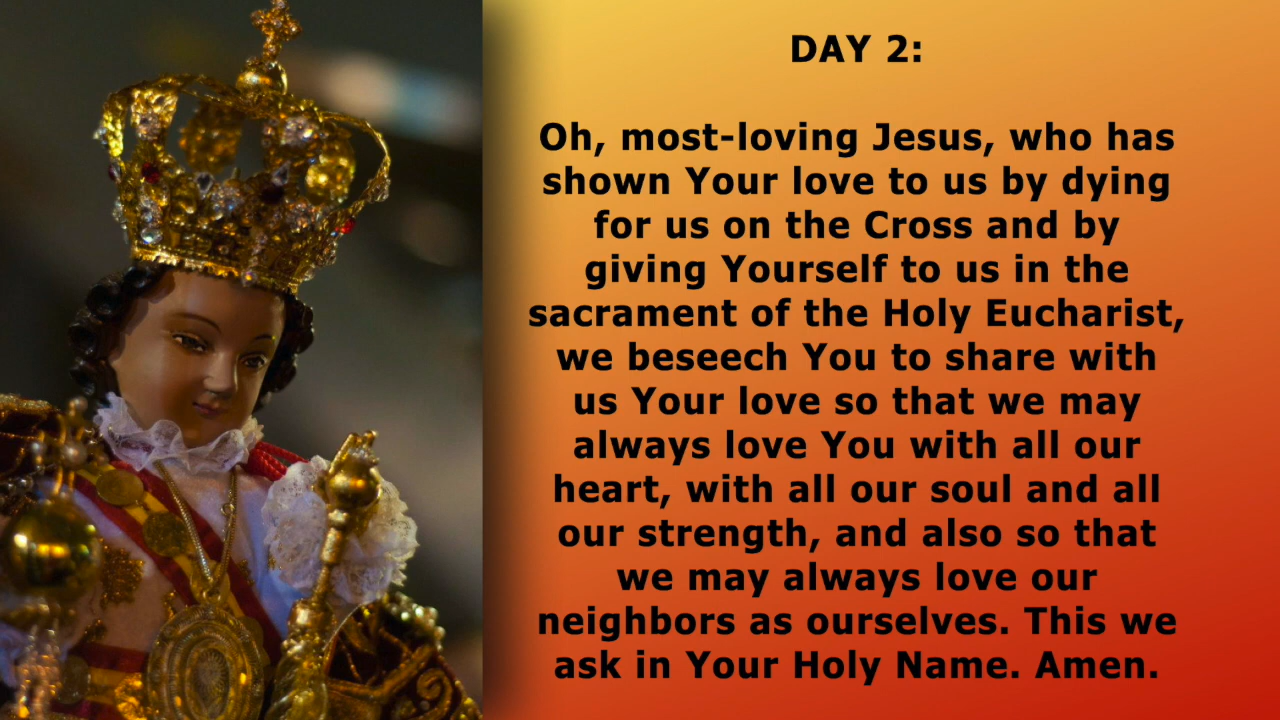 DAY 2:
Oh, most-loving Jesus, who has
shown Your love to us by dying
for us on the Cross and by
giving Yourself to us in the
sacrament of the Holy Eucharist,
we beseech You to share with
us Your love so that we may
always love You with all our
heart, with all our soul and all
our strength, and also so that
we may always love our
neighbors as ourselves. This we
ask in Your Holy Name. Amen.